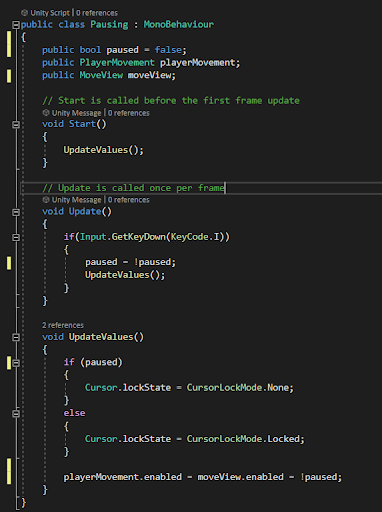 Unity Script | 0 references
public class Pausing : MonoBehaviour
{
public bool paused = false;
public PlayerMovement playerMovement;
public MoveView moveView;
// Start is called before the first frame update
Unity Message | 0 references
void Start()
{
UpdateValues();
}
// Update is called once per frame
Unity Message | 0 references
void Update()
{
if(Input.GetKeyDown(KeyCode.I))
{
paused = !paused;
UpdateValues();
}
}
2 references
void UpdateValues()
{
if (paused)
{
Cursor.lockState = CursorLockMode.None;
}
else
{
Cursor.lockState = CursorLockMode.Locked;
}
playerMovement.enabled = moveView.enabled = !paused;
}
}